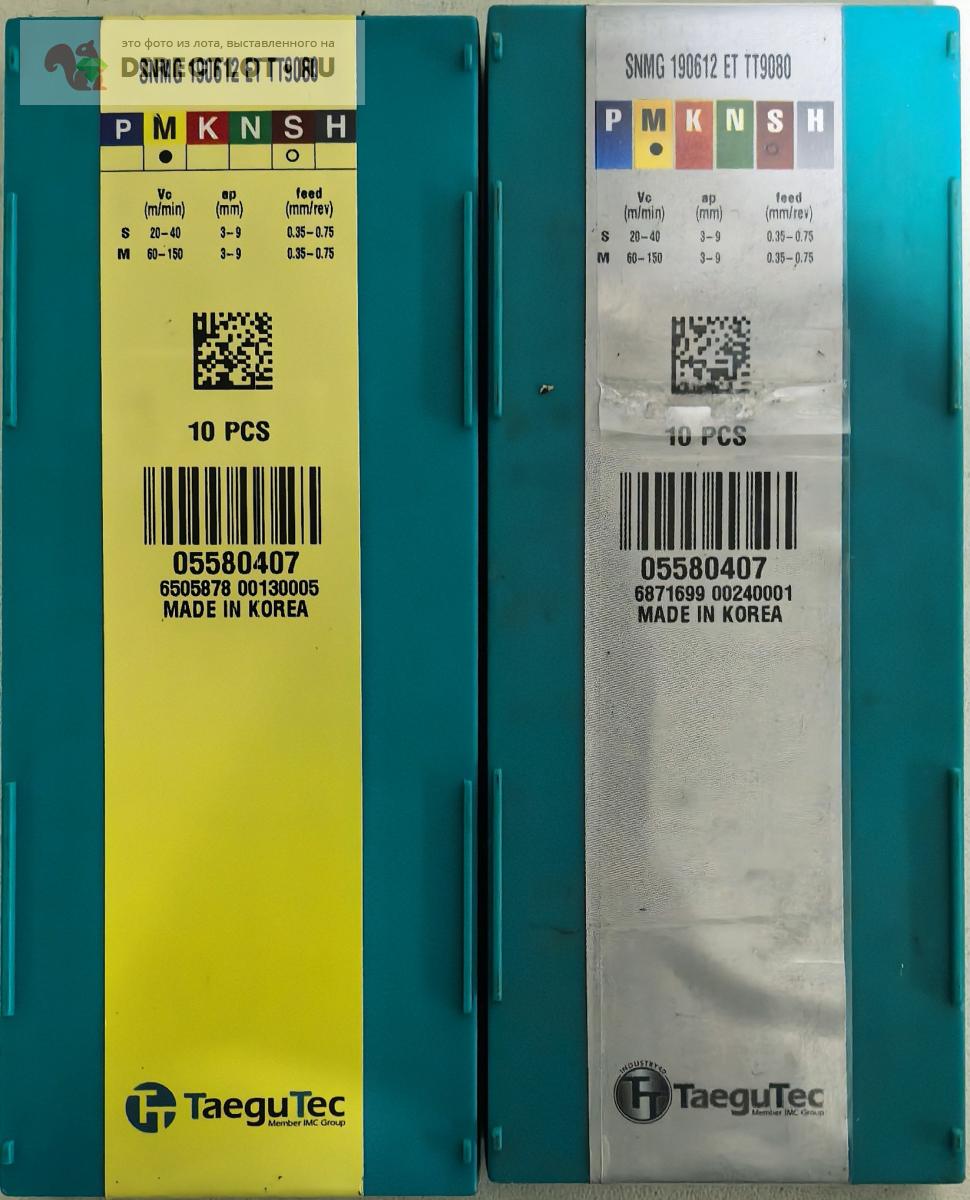 это фото из лота, выставленного на
SNMG 190612 ET TT9080
P M K N S H
Vc ap feed
(m/min) (mm) (mm/rev)
S 20-40 3-9 0.35-0.75
M 60-150 3-9 0.35-0.75
10 PCS
05580407
6505878 00130005
MADE IN KOREA
TaeguTec
Member IMC Group
SNMG 190612 ET TT9080
P M K N S H
Vc ap feed
(m/min) (mm) (mm/rev)
S 20-40 3-9 0.35-0.75
M 60-150 3-9 0.35-0.75
10 PCS
05580407
6871699 00240001
MADE IN KOREA
INDUSTRY4.0
TaeguTec
Member IMC Group